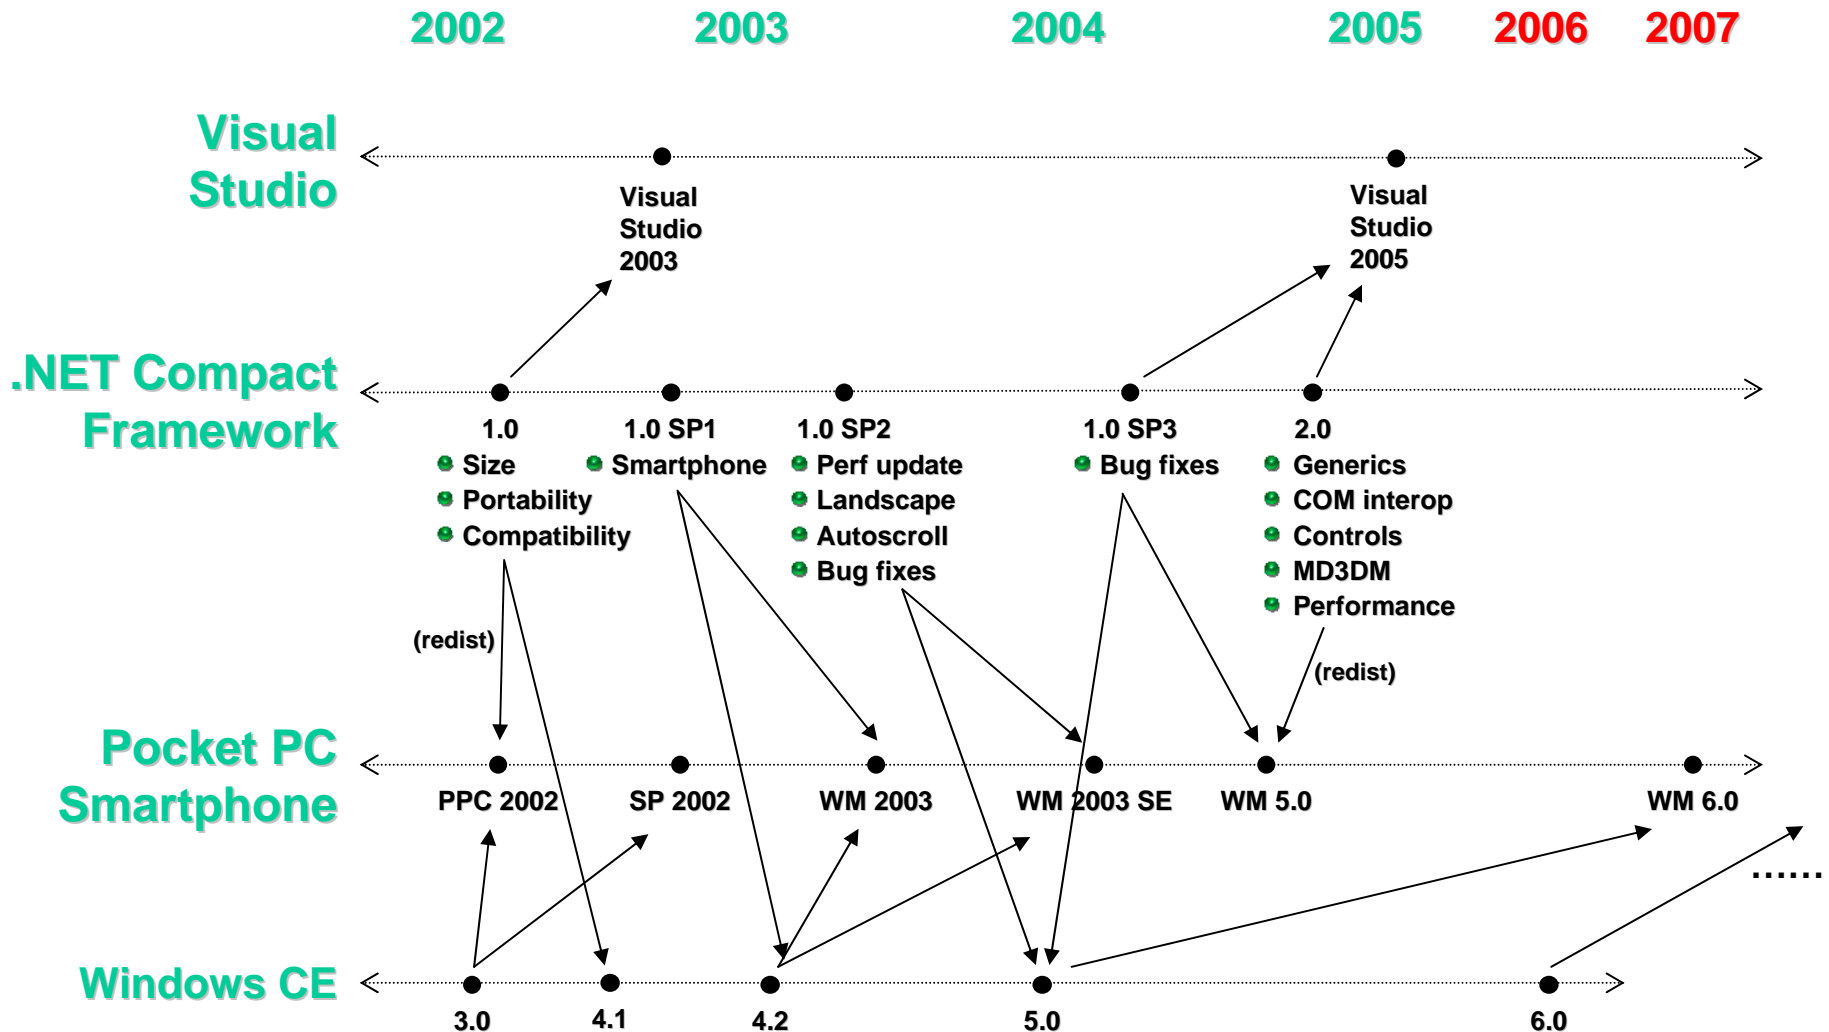 2002 2003 2004 2005 2006 2007
Visual
Studio
Visual
Studio
2003
Visual
Studio
2005
.NET Compact
Framework
1.0
Size
Portability
Compatibility
1.0 SP1
Smartphone
1.0 SP2
Perf update
Landscape
Autoscroll
Bug fixes
1.0 SP3
Bug fixes
2.0
Generics
COM interop
Controls
MD3DM
Performance
(redist)
(redist)
Pocket PC
Smartphone
PPC 2002 SP 2002 WM 2003 WM 2003 SE WM 5.0 WM 6.0
......
Windows CE
3.0 4.1 4.2 5.0 6.0